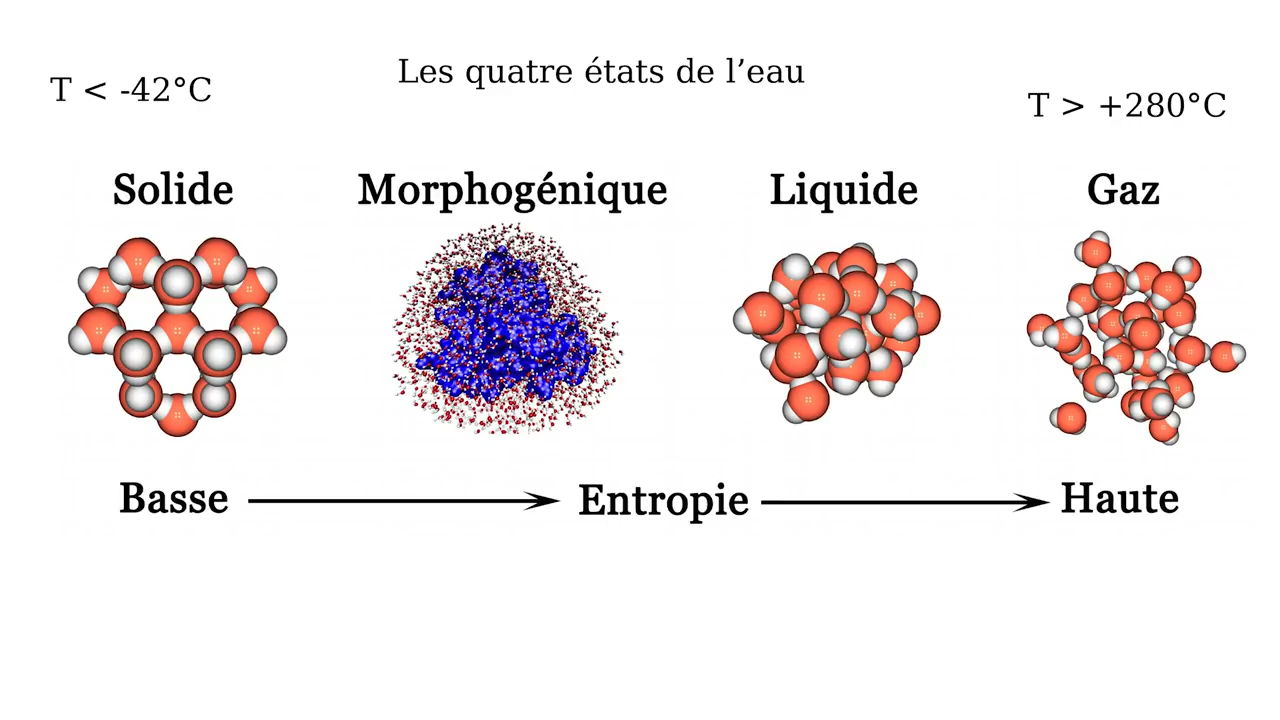 Les quatre états de l’eau
T < -42°C
T > +280°C
Solide
Morphogénique
Liquide
Gaz
Basse
Entropie
Haute